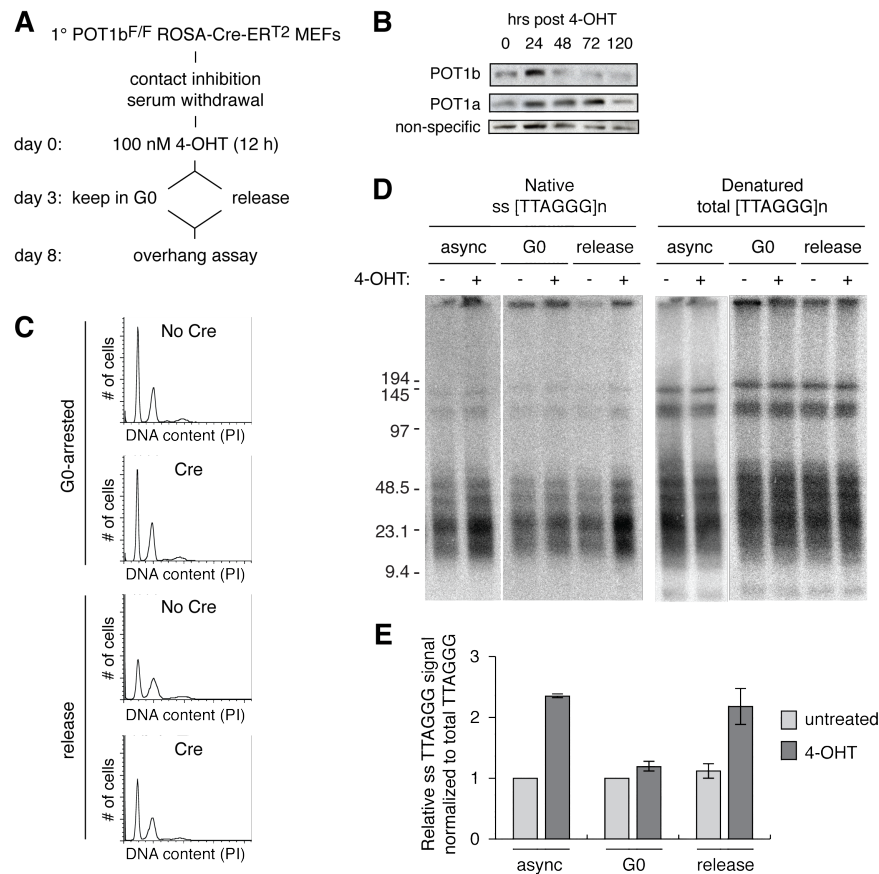 A
1° POT1bF/F ROSA-Cre-ERT2 MEFs
contact inhibition
serum withdrawal
day 0:
100 nM 4-OHT (12 h)
day 3:
keep in G0
release
day 8:
overhang assay
B
hrs post 4-OHT
0 24 48 72 120
POT1b
POT1a
non-specific
C
G0-arrested
No Cre
# of cells
DNA content (PI)
Cre
# of cells
DNA content (PI)
release
No Cre
# of cells
DNA content (PI)
Cre
# of cells
DNA content (PI)
D
Native
ss [TTAGGG]n
Denatured
total [TTAGGG]n
async G0 release
async G0 release
4-OHT: - + - + - + - + - + - +
194 -
145 -
97 -
48.5 -
23.1 -
9.4 -
E
Relative ss TTAGGG signal
normalized to total TTAGGG
3
2
1
0
async
G0
release
untreated
4-OHT